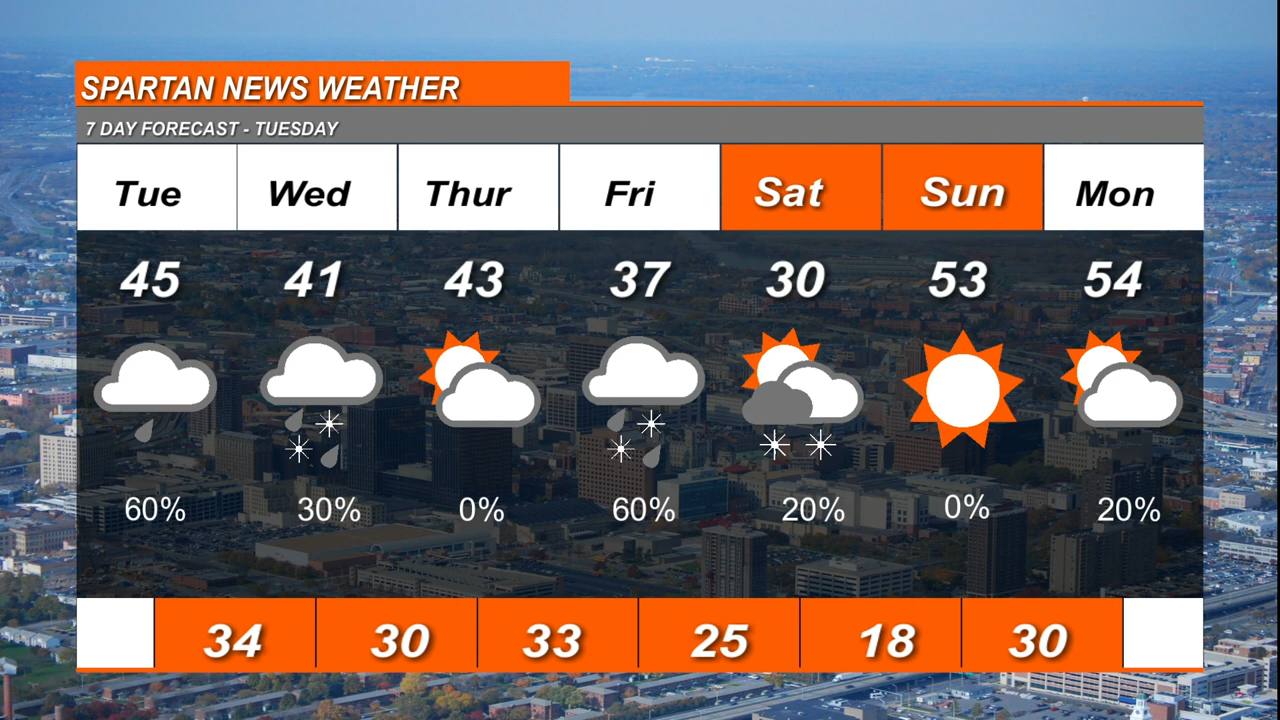 SPARTAN NEWS WEATHER
7 DAY FORECAST - TUESDAY
Tue Wed Thur Fri Sat Sun Mon
45 41 43 37 30 53 54
60% 30% 0% 60% 20% 0% 20%
34 30 33 25 18 30